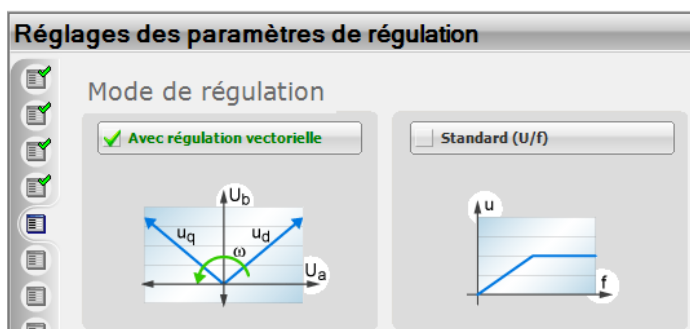 Réglages des paramètres de régulation
Mode de régulation
Avec régulation vectorielle
Standard (U/f)
Ub
uq
ud
ω
Ua
u
f